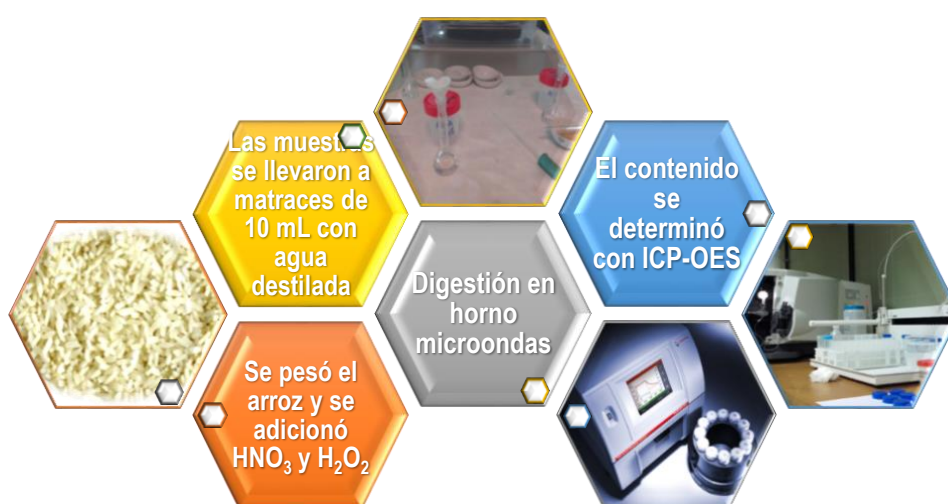 Las muestras
se llevaron a
matraces de
10 mL con
agua
destilada
El contenido
se
determinó
con ICP-OES
Digestión en
horno
microondas
Se pesó el
arroz y se
adicionó
HNO₃ y H₂O₂